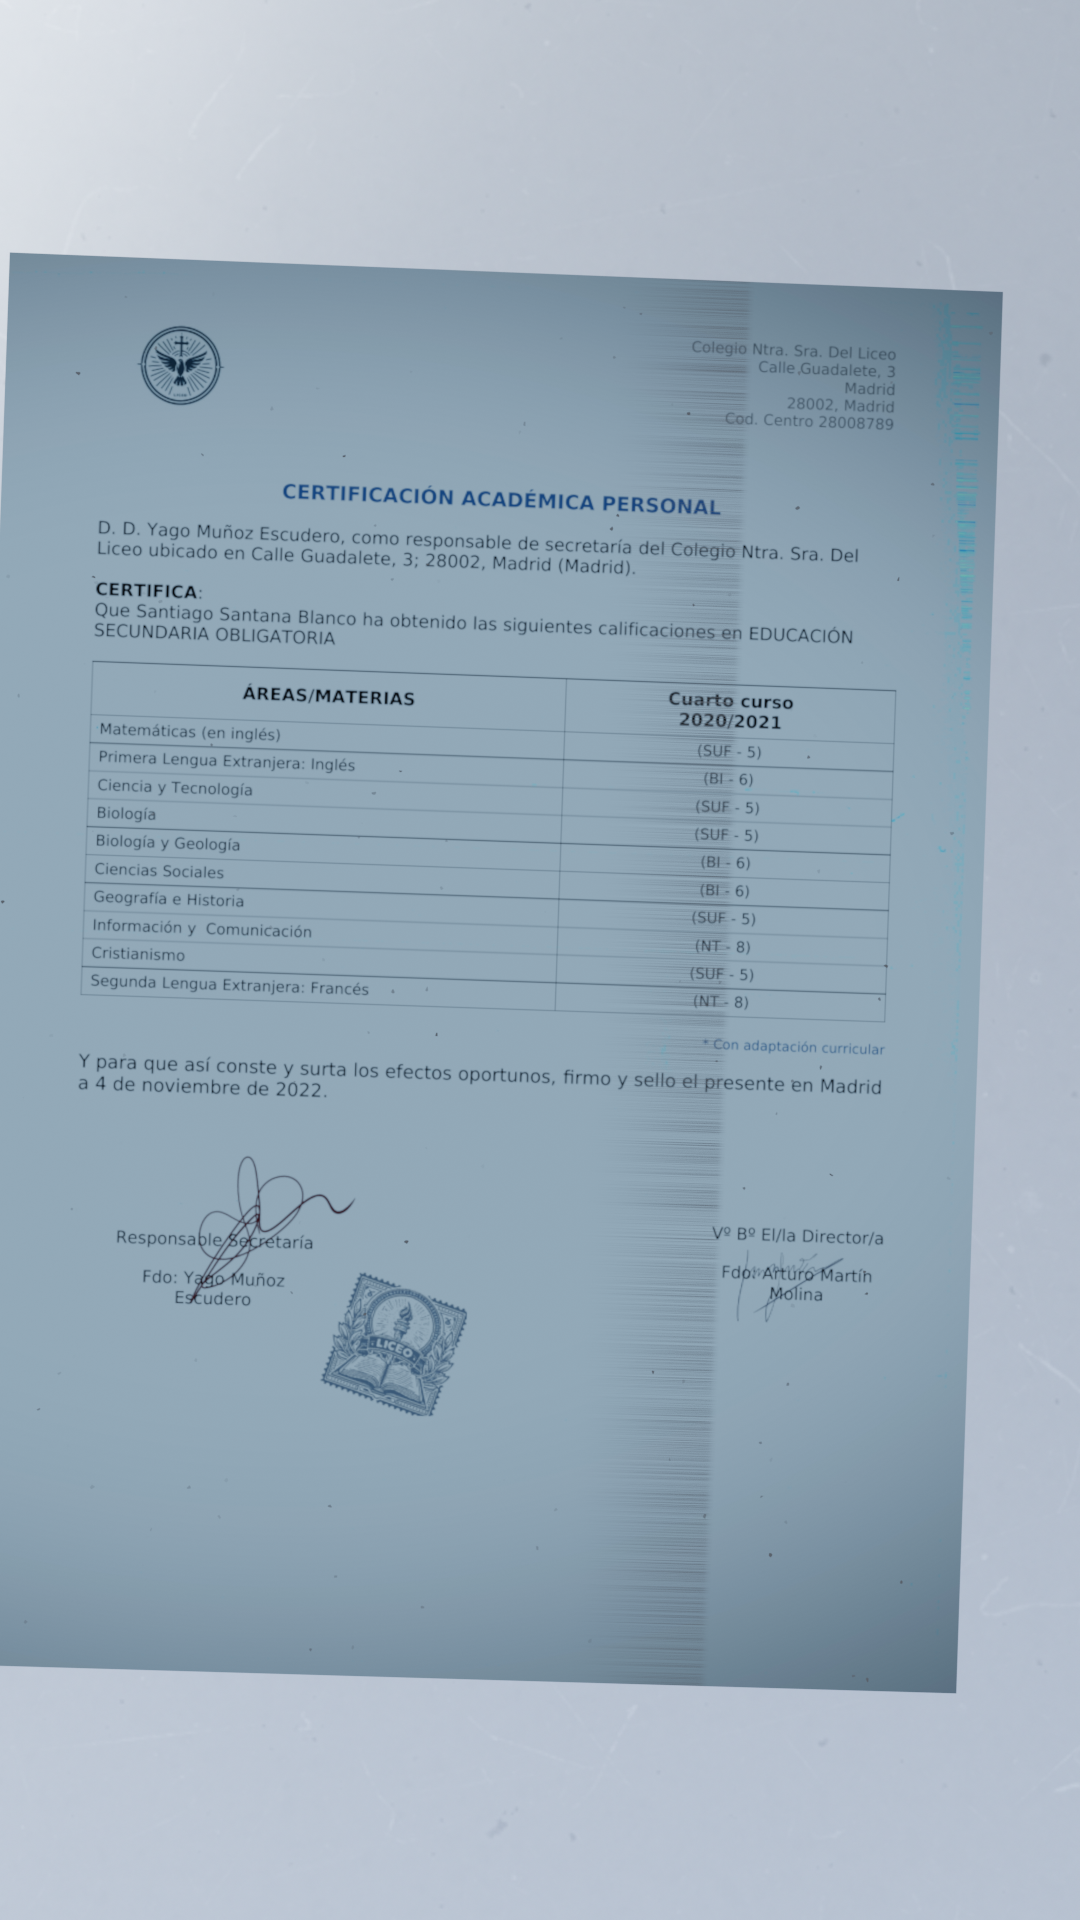 Colegio Ntra. Sra. Del Liceo
Calle Guadalete, 3
Madrid
28002, Madrid
Cod. Centro 28008789
CERTIFICACIÓN ACADÉMICA PERSONAL
D. D. Yago Muñoz Escudero, como responsable de secretaría del Colegio Ntra. Sra. Del
Liceo ubicado en Calle Guadalete, 3; 28002, Madrid (Madrid).
CERTIFICA:
Que Santiago Santana Blanco ha obtenido las siguientes calificaciones en EDUCACIÓN
SECUNDARIA OBLIGATORIA
ÁREAS/MATERIAS Cuarto curso
2020/2021
Matemáticas (en inglés) (SUF - 5)
Primera Lengua Extranjera: Inglés (BI - 6)
Ciencia y Tecnología (SUF - 5)
Biología (SUF - 5)
Biología y Geología (BI - 6)
Ciencias Sociales (BI - 6)
Geografía e Historia (SUF - 5)
Información y Comunicación (NT - 8)
Cristianismo (SUF - 5)
Segunda Lengua Extranjera: Francés (NT - 8)
* Con adaptación curricular
Y para que así conste y surta los efectos oportunos, firmo y sello el presente en Madrid
a 4 de noviembre de 2022.
Responsable Secretaría
Fdo: Yago Muñoz
Escudero
Vº Bº El/la Director/a
Fdo: Arturo Martín
Molina
LICEO